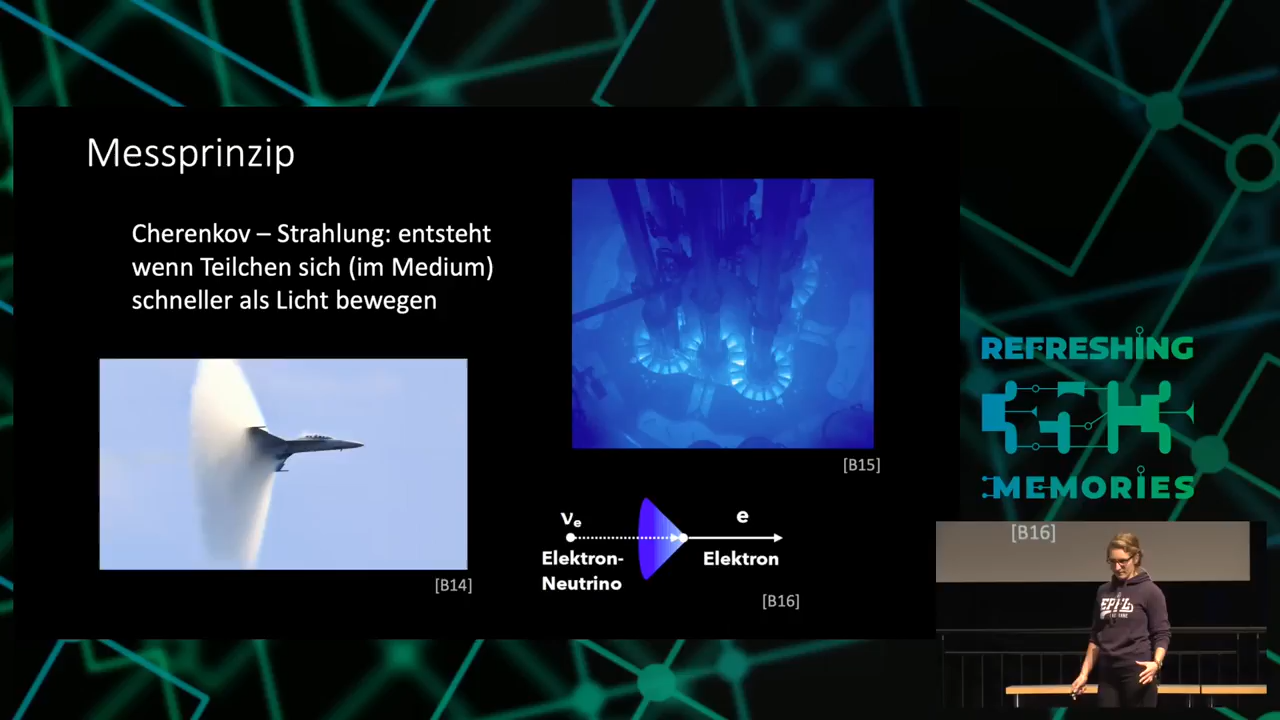 Messprinzip
Cherenkov – Strahlung: entsteht
wenn Teilchen sich (im Medium)
schneller als Licht bewegen
[B14]
[B15]
νe
e
Elektron-
Neutrino
Elektron
[B16]
REFRESHING
MEMORIES
[B16]
EPFL